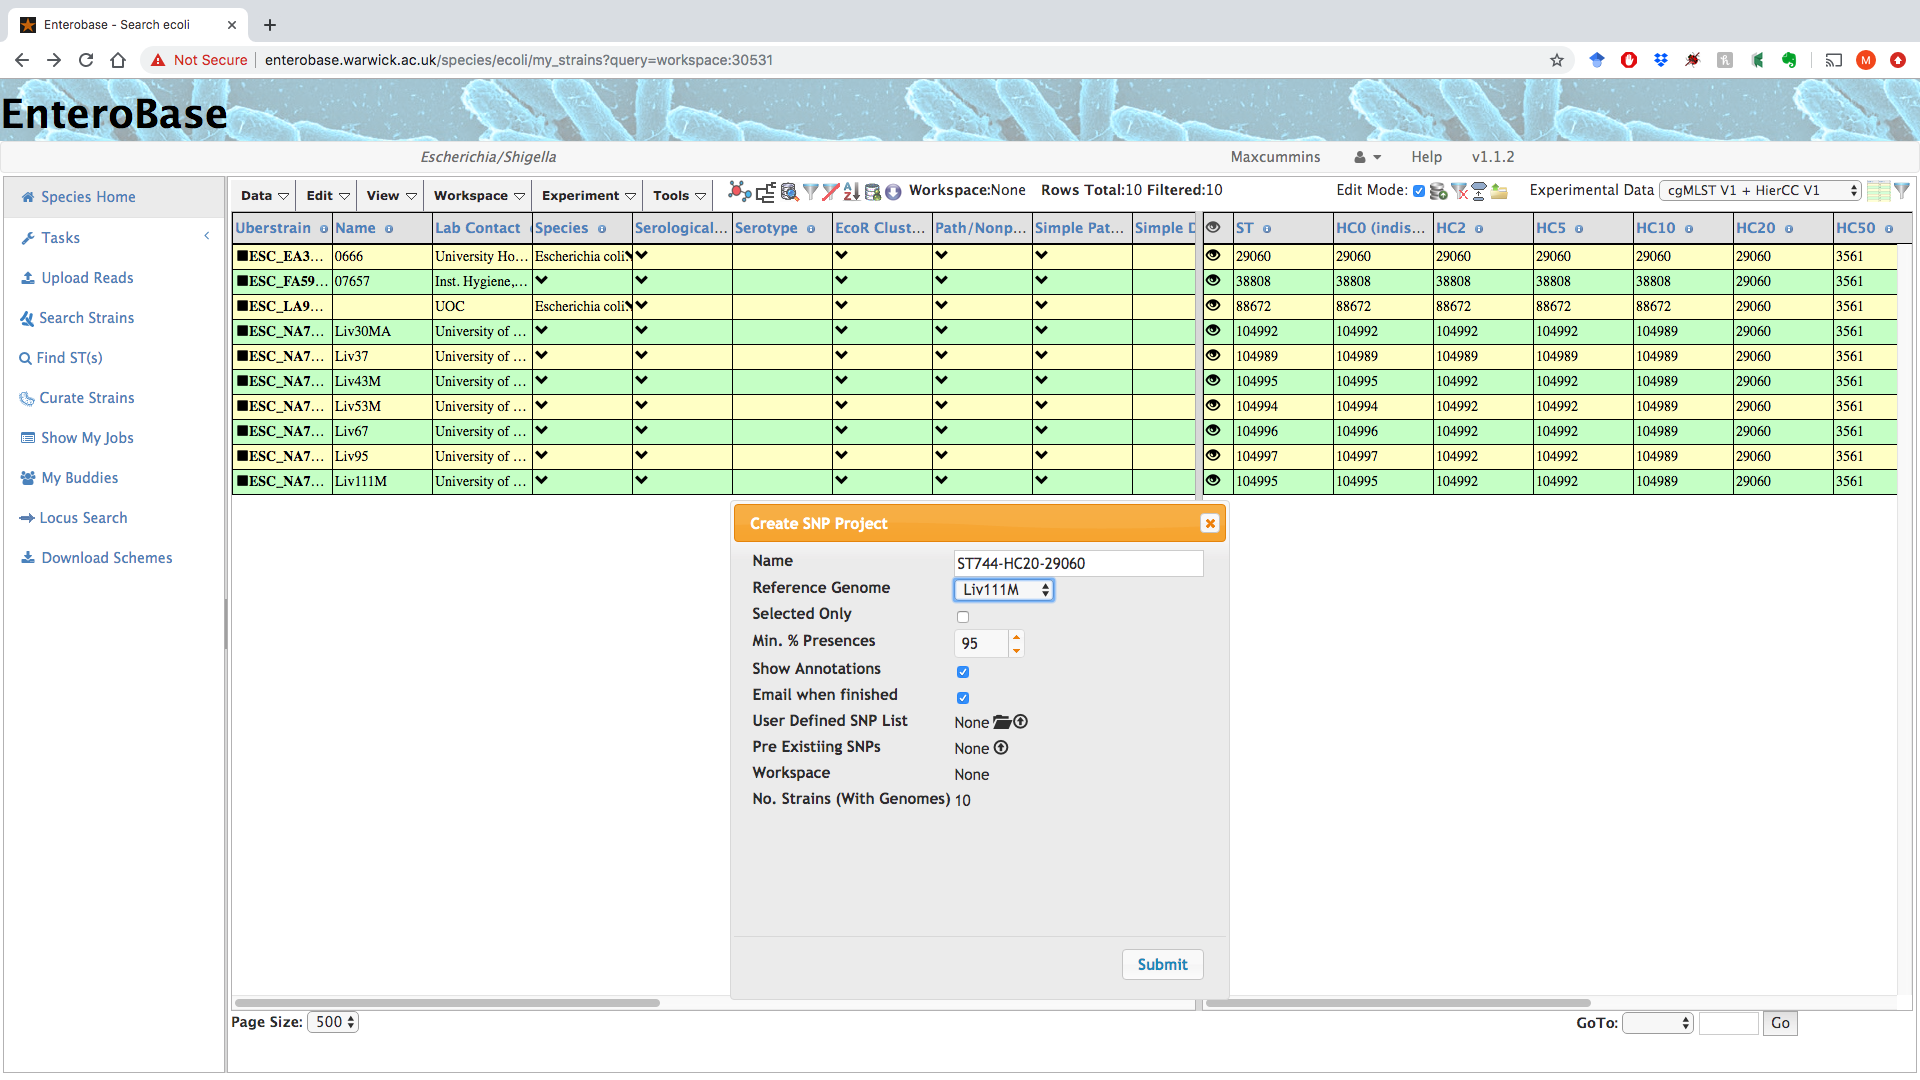 Enterobase - Search ecoli
Not Secure enterobase.warwick.ac.uk/species/ecoli/my_strains?query=workspace:30531
M
EnteroBase
Escherichia/Shigella Maxcummins Help v1.1.2
Species Home
Tasks
Upload Reads
Search Strains
Find ST(s)
Curate Strains
Show My Jobs
My Buddies
Locus Search
Download Schemes
Data Edit View Workspace Experiment Tools Workspace:None Rows Total:10 Filtered:10 Edit Mode: Experimental Data cgMLST V1 + HierCC V1
Uberstrain Name Lab Contact Species Serological... Serotype EcoR Clust... Path/Nonp... Simple Pat... Simple D ST HC0 (indis... HC2 HC5 HC10 HC20 HC50
ESC_EA3... 0666 University Ho... Escherichia coli 29060 29060 29060 29060 29060 29060 3561
ESC_FA59... 07657 Inst. Hygiene,... 38808 38808 38808 38808 38808 29060 3561
ESC_LA9... UOC Escherichia coli 88672 88672 88672 88672 88672 29060 3561
ESC_NA7... Liv30MA University of ... 104992 104992 104992 104992 104989 29060 3561
ESC_NA7... Liv37 University of ... 104989 104989 104989 104989 104989 29060 3561
ESC_NA7... Liv43M University of ... 104995 104995 104992 104992 104989 29060 3561
ESC_NA7... Liv53M University of ... 104994 104994 104992 104992 104989 29060 3561
ESC_NA7... Liv67 University of ... 104996 104996 104992 104992 104989 29060 3561
ESC_NA7... Liv95 University of ... 104997 104997 104992 104992 104989 29060 3561
ESC_NA7... Liv111M University of ... 104995 104995 104992 104992 104989 29060 3561
Create SNP Project
Name ST744-HC20-29060
Reference Genome Liv111M
Selected Only
Min. % Presences 95
Show Annotations
Email when finished
User Defined SNP List None
Pre Existiing SNPs None
Workspace None
No. Strains (With Genomes) 10
Submit
Page Size: 500 GoTo: Go